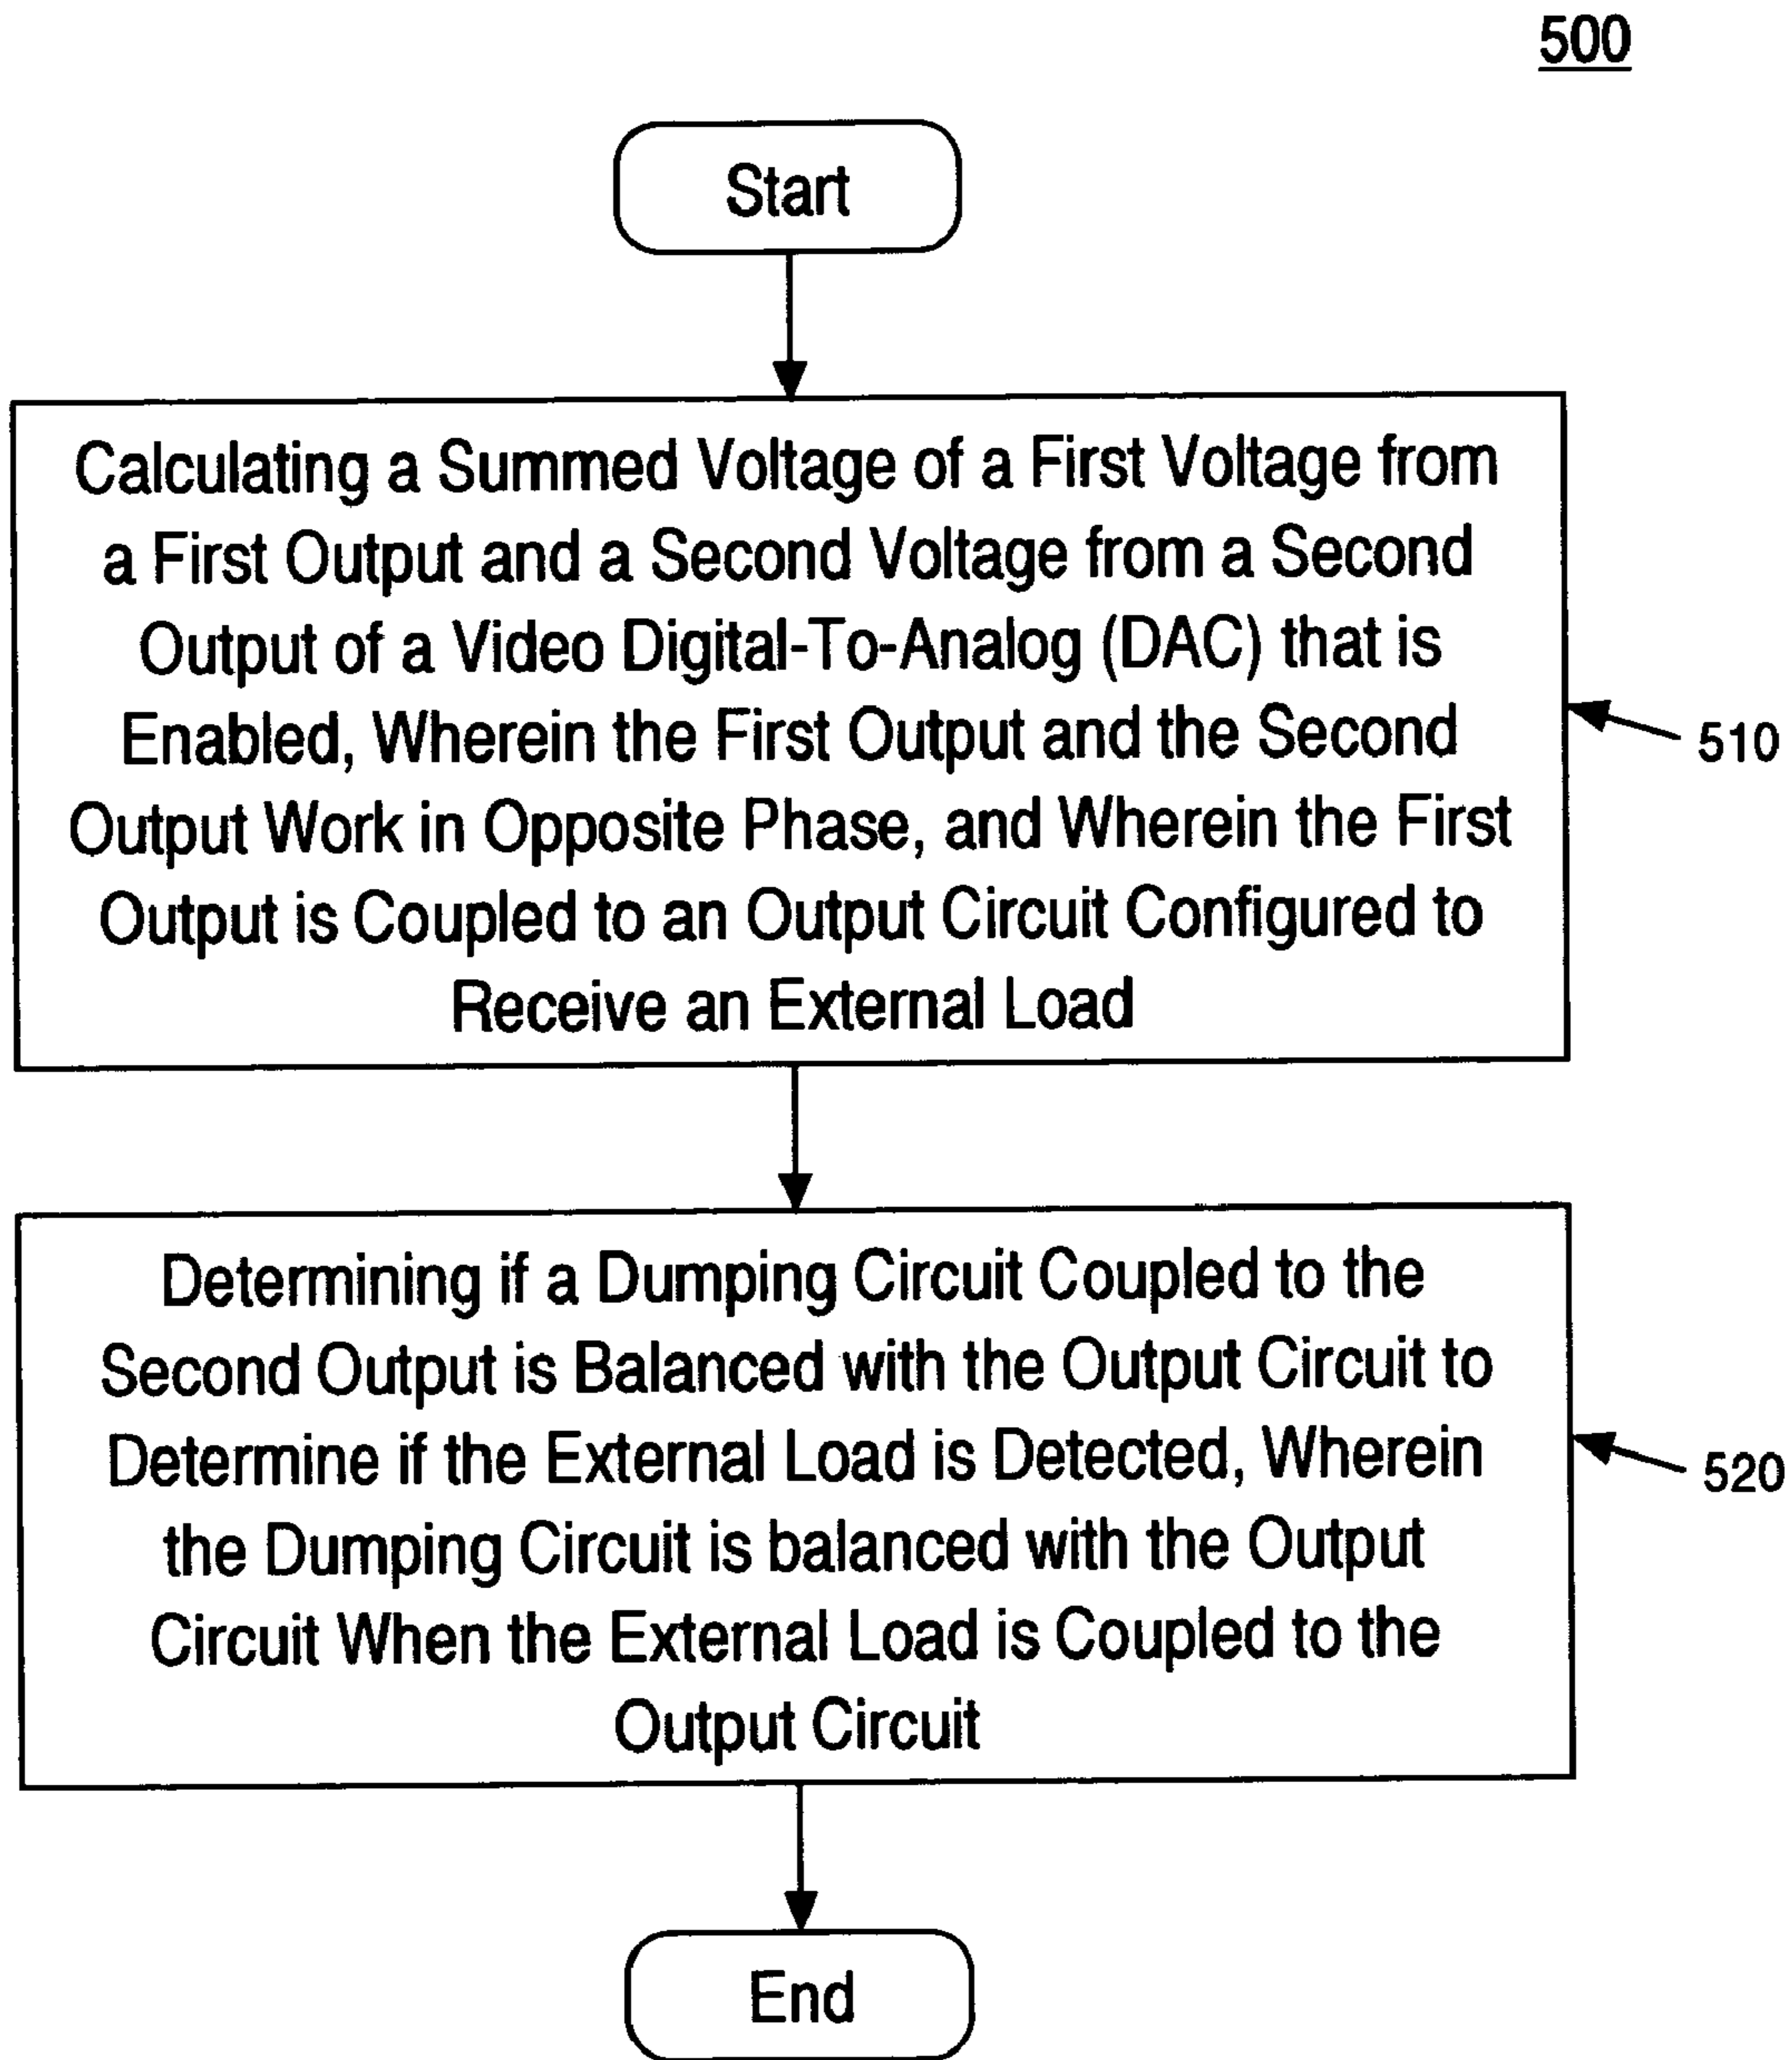 500
Start
Calculating a Summed Voltage of a First Voltage from
a First Output and a Second Voltage from a Second
Output of a Video Digital-To-Analog (DAC) that is
Enabled, Wherein the First Output and the Second
Output Work in Opposite Phase, and Wherein the First
Output is Coupled to an Output Circuit Configured to
Receive an External Load
510
Determining if a Dumping Circuit Coupled to the
Second Output is Balanced with the Output Circuit to
Determine if the External Load is Detected, Wherein
the Dumping Circuit is balanced with the Output
Circuit When the External Load is Coupled to the
Output Circuit
520
End